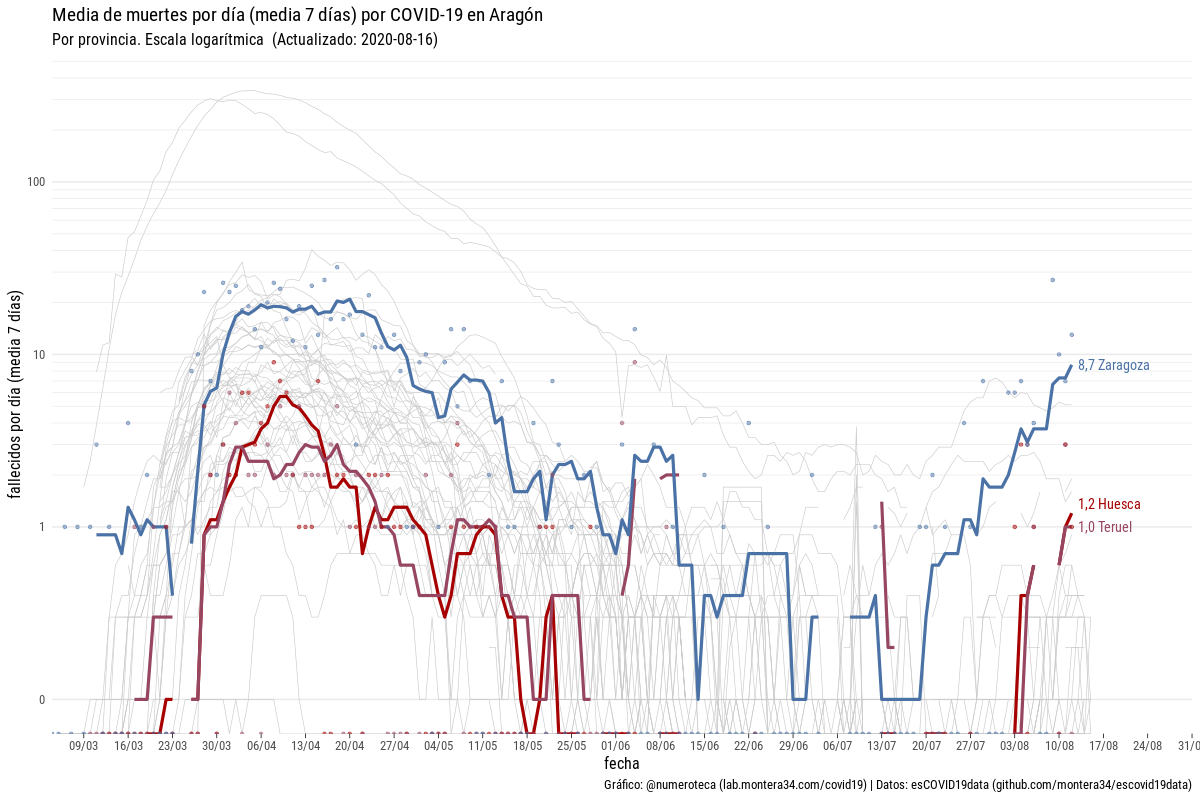 Media de muertes por día (media 7 días) por COVID-19 en Aragón
Por provincia. Escala logarítmica  (Actualizado: 2020-08-16)
fallecidos por día (media  7 días)
100
10
1
0
8,7 Zaragoza
1,2 Huesca
1,0 Teruel
09/03 16/03 23/03 30/03 06/04 13/04 20/04 27/04 04/05 11/05 18/05 25/05 01/06 08/06 15/06 22/06 29/06 06/07 13/07 20/07 27/07 03/08 10/08 17/08 24/08 31/0
fecha
Gráfico: @numeroteca (lab.montera34.com/covid19) | Datos: esCOVID19data (github.com/montera34/escovid19data)